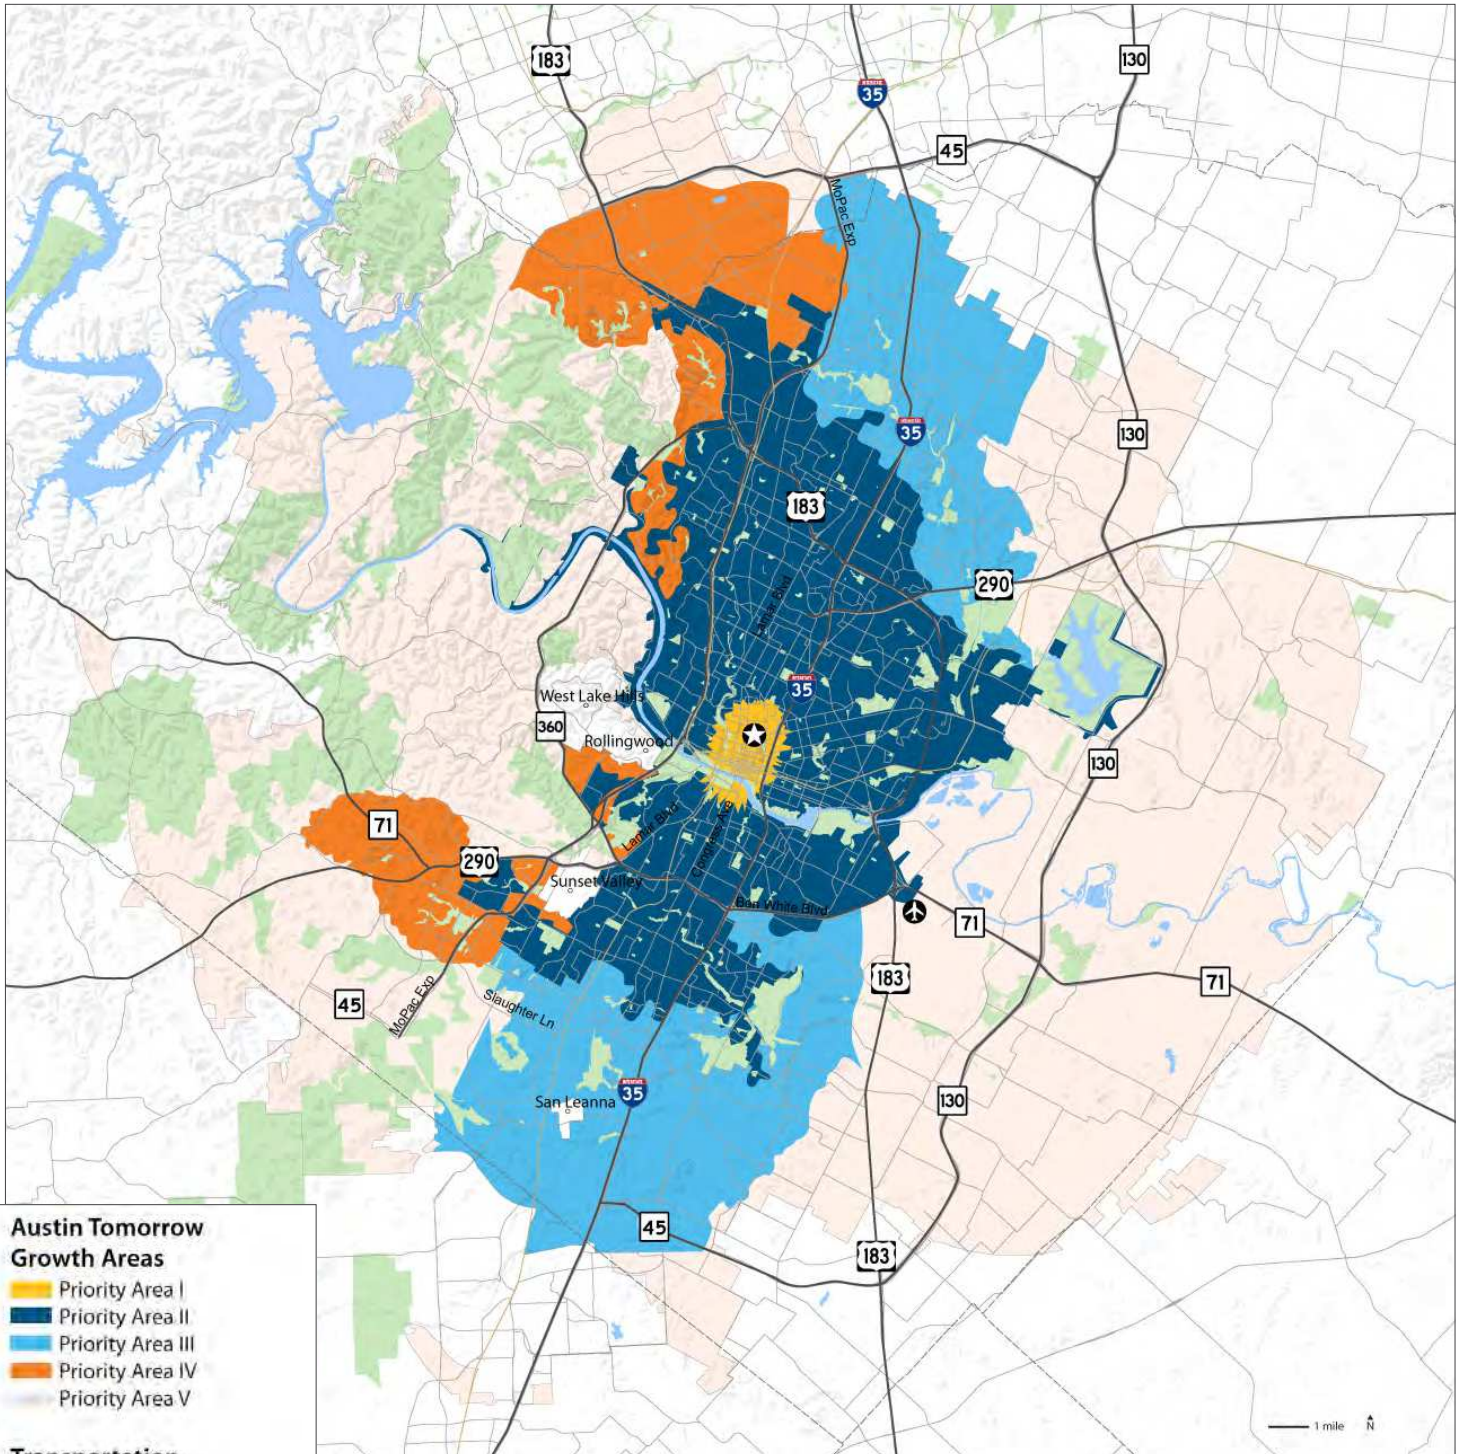 183
35
130
45
MoPac Exp
35
130
183
290
Lamar Blvd
35
West Lake Hills
360
Rollingwood
130
71
Lamar Blvd
Congress Ave
290
Sunset Valley
Ben White Blvd
71
183
71
45
MoPac Exp
Slaughter Ln
35
San Leanna
130
45
183
Austin Tomorrow
Growth Areas
Priority Area I
Priority Area II
Priority Area III
Priority Area IV
Priority Area V
1 mile
N
Transportation